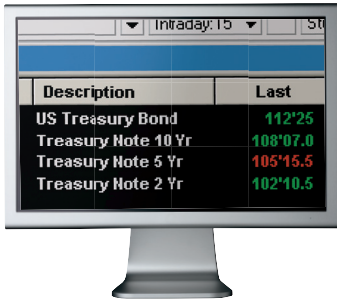 Intraday: 15
Description Last
US Treasury Bond 112'25
Treasury Note 10 Yr 108'07.0
Treasury Note 5 Yr 105'15.5
Treasury Note 2 Yr 102'10.5